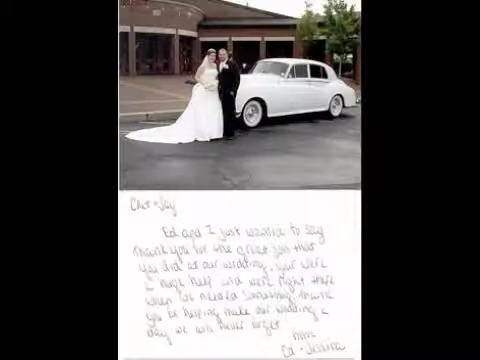 Chet + Jay
Ed and I just wanted to say
thank you for the great job that
you did at our wedding, your were
a huge help and were right there
when we needed something. Thank
you for helping make our wedding a
day we will never forget.
Ed + Jessica